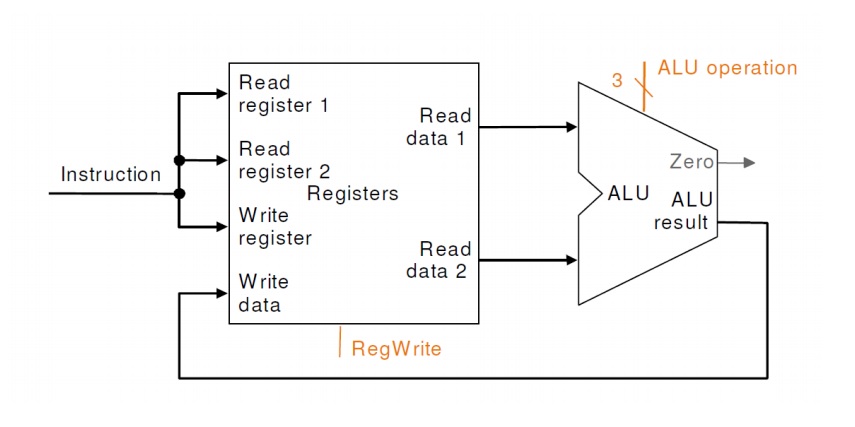 Instruction
Read
register 1
Read
register 2
Registers
Write
register
Write
data
Read
data 1
Read
data 2
RegWrite
3
ALU operation
Zero
ALU
ALU
result